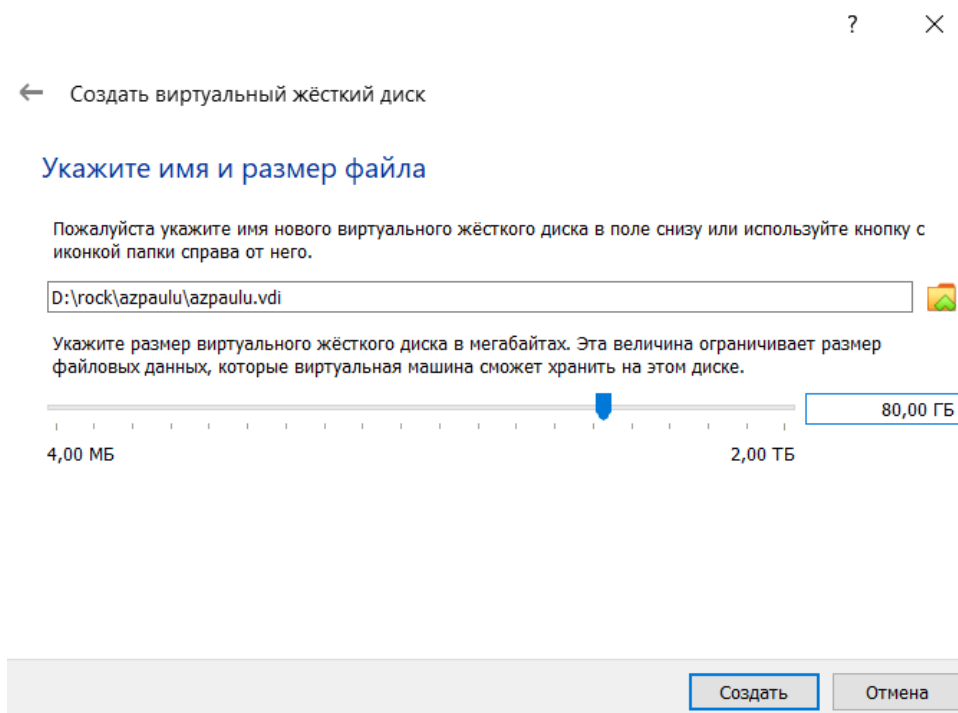 ?
Создать виртуальный жёсткий диск
Укажите имя и размер файла
Пожалуйста укажите имя нового виртуального жёсткого диска в поле снизу или используйте кнопку с
иконкой папки справа от него.
D:\rock\azpaulu\azpaulu.vdi
Укажите размер виртуального жёсткого диска в мегабайтах. Эта величина ограничивает размер
файловых данных, которые виртуальная машина сможет хранить на этом диске.
80,00 ГБ
4,00 МБ 2,00 ТБ
Создать Отмена